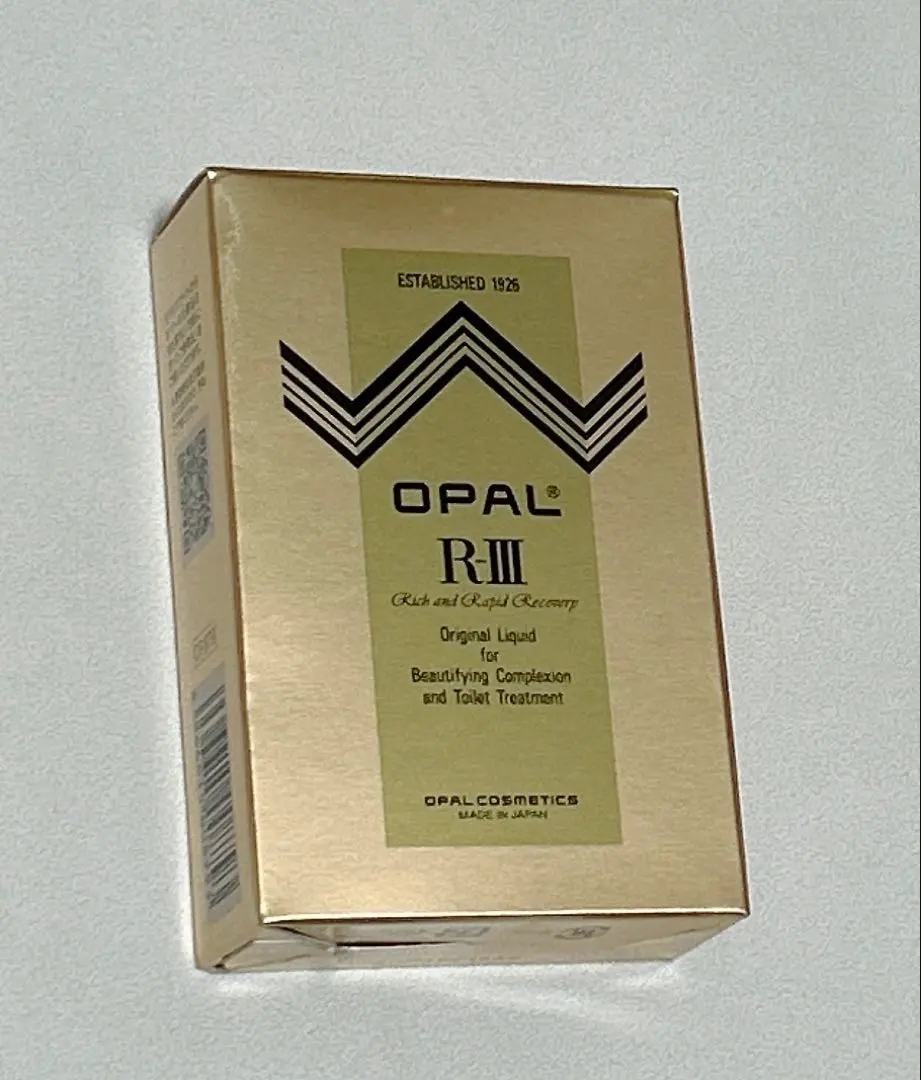 ESTABLISHED 1926
OPAL®
R-III
Rich and Rapid Recovery
Original Liquid
for
Beautifying Complexion
and Toilet Treatment
OPAL COSMETICS
MADE IN JAPAN